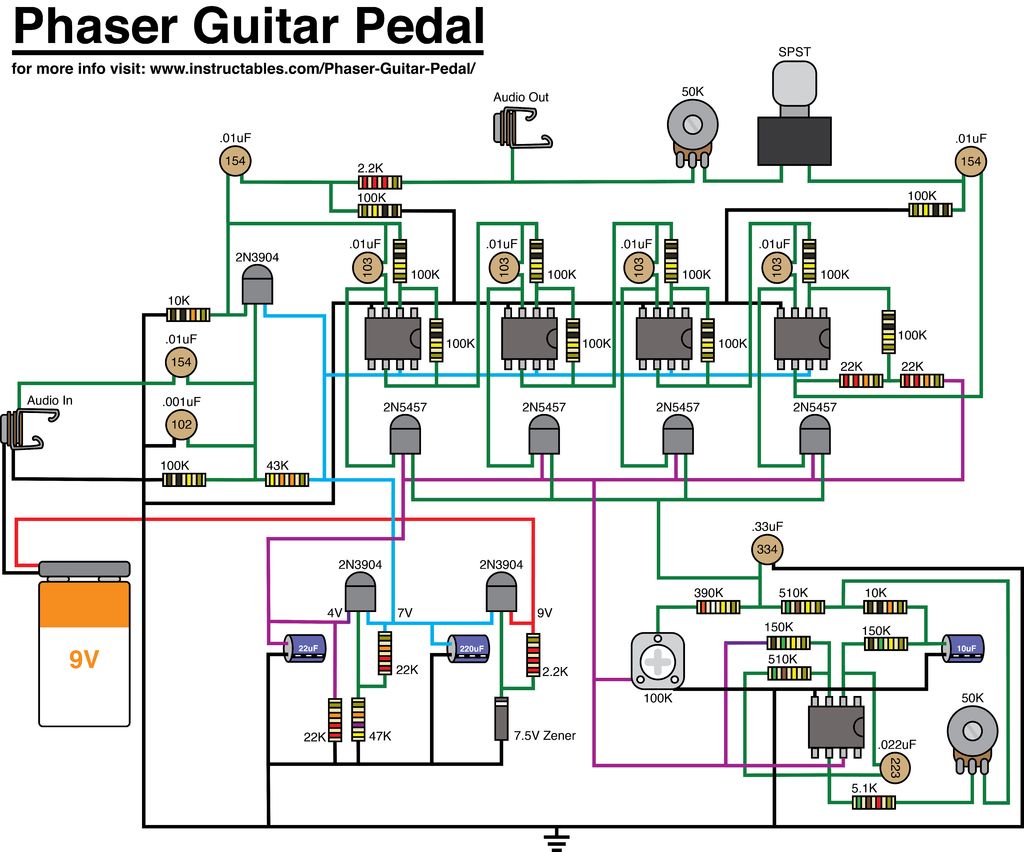 Phaser Guitar Pedal
for more info visit: www.instructables.com/Phaser-Guitar-Pedal/
SPST
Audio Out
50K
.01uF
154
2.2K
100K
.01uF
154
100K
2N3904
.01uF
103
100K
.01uF
103
100K
.01uF
103
100K
.01uF
103
100K
10K
.01uF
154
100K
100K
100K
100K
22K
22K
Audio In
.001uF
102
2N5457
2N5457
2N5457
2N5457
100K
43K
9V
2N3904
2N3904
4V
7V
9V
22uF
220uF
22K
2.2K
22K
47K
7.5V Zener
.33uF
334
390K
510K
10K
150K
150K
510K
10uF
100K
50K
.022uF
223
5.1K